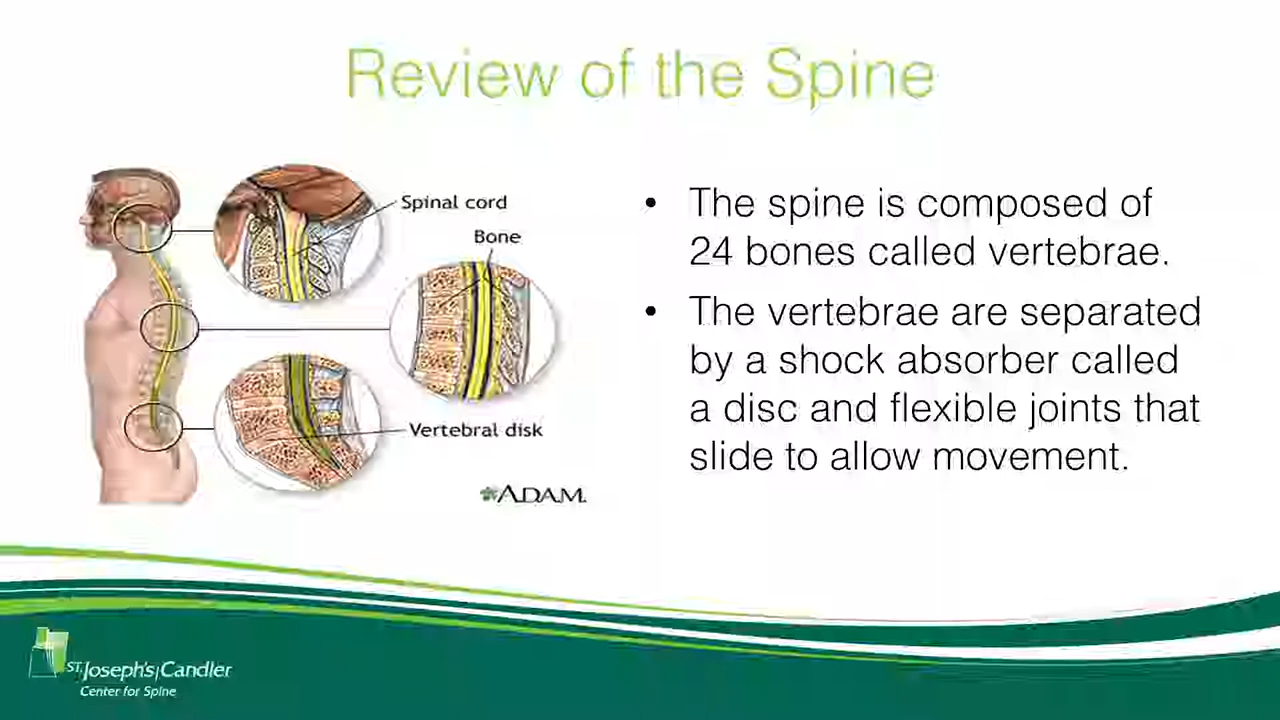 Review of the Spine
Spinal cord
Bone
Vertebral disk
ADAM.
• The spine is composed of
24 bones called vertebrae.
• The vertebrae are separated
by a shock absorber called
a disc and flexible joints that
slide to allow movement.
ST. Joseph's|Candler
Center for Spine